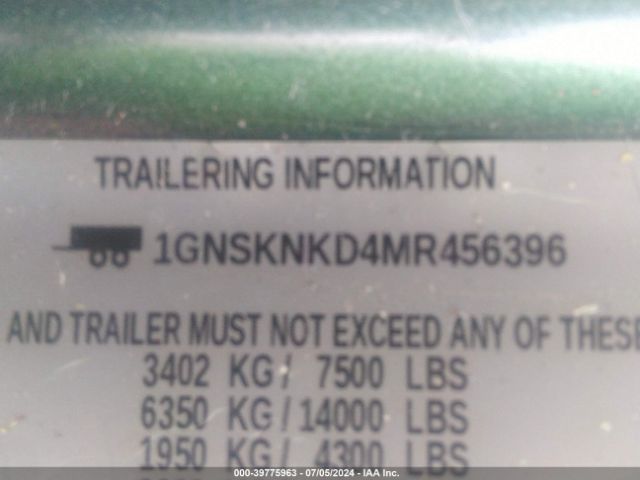 TRAILERING INFORMATION
1GNSKNKD4MR456396
AND TRAILER MUST NOT EXCEED ANY OF THESE
3402 KG/ 7500 LBS
6350 KG/14000 LBS
1950 KG/ 4300 LBS
000-39775963 - 07/05/2024 - IAA Inc.